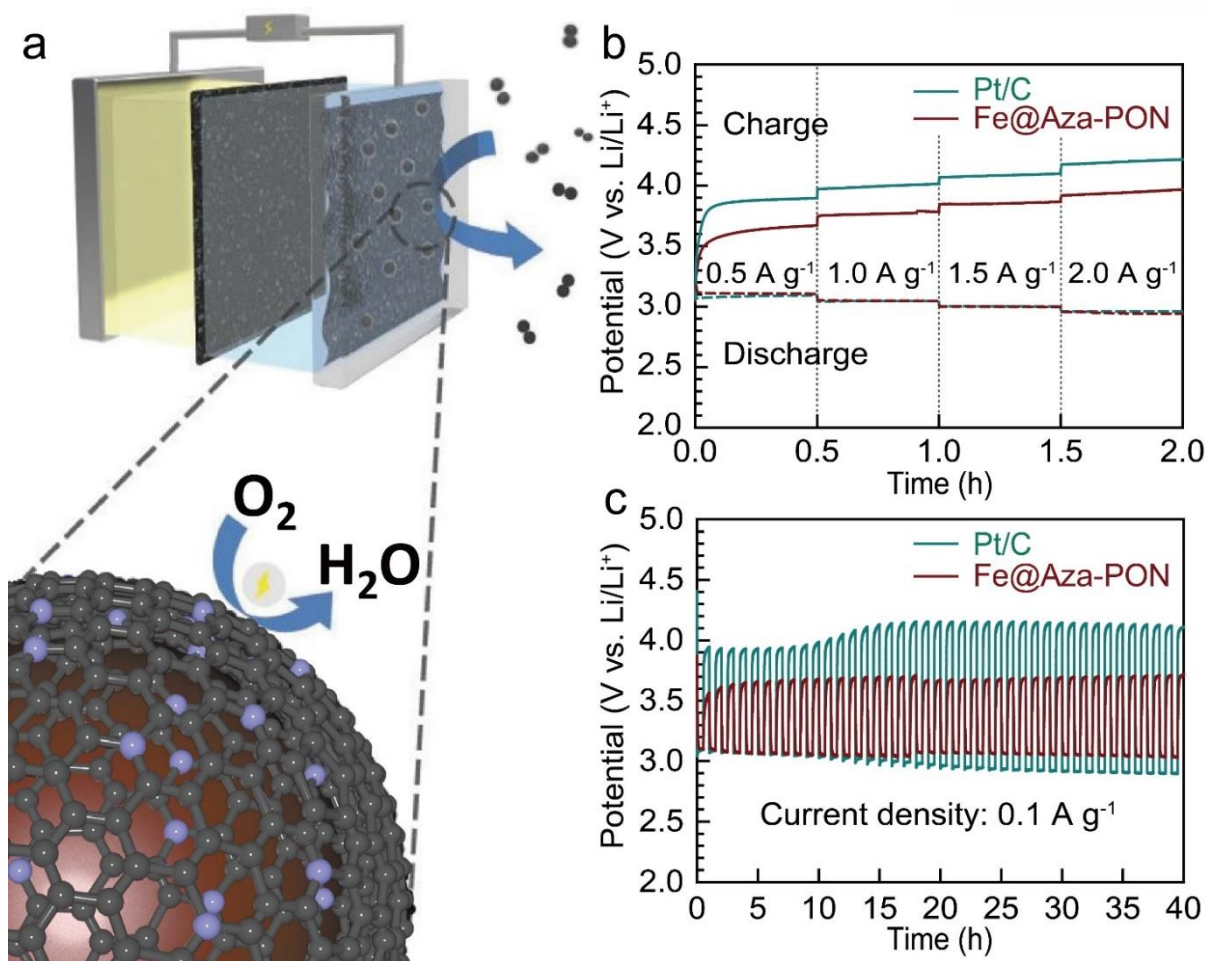 a
O₂
H₂O
b
Potential (V vs. Li/Li⁺)
5.0
4.5
4.0
3.5
3.0
2.5
2.0
Pt/C
Fe@Aza-PON
Charge
0.5 A g⁻¹ 1.0 A g⁻¹ 1.5 A g⁻¹ 2.0 A g⁻¹
Discharge
0.0 0.5 1.0 1.5 2.0
Time (h)
c
Potential (V vs. Li/Li⁺)
5.0
4.5
4.0
3.5
3.0
2.5
2.0
Pt/C
Fe@Aza-PON
Current density: 0.1 A g⁻¹
0 5 10 15 20 25 30 35 40
Time (h)